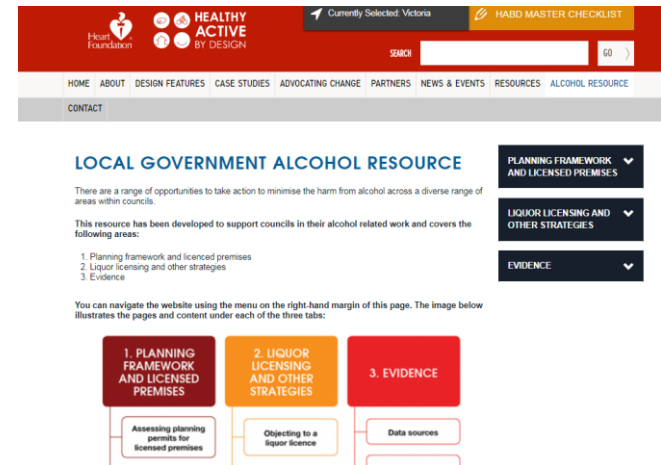 Heart
Foundation
HEALTHY
ACTIVE
BY DESIGN
Currently Selected: Victoria
HABD MASTER CHECKLIST
SEARCH
GO
HOME ABOUT DESIGN FEATURES CASE STUDIES ADVOCATING CHANGE PARTNERS NEWS & EVENTS RESOURCES ALCOHOL RESOURCE
CONTACT
LOCAL GOVERNMENT ALCOHOL RESOURCE
There are a range of opportunities to take action to minimise the harm from alcohol across a diverse range of
areas within councils.
This resource has been developed to support councils in their alcohol related work and covers the
following areas:
1. Planning framework and licenced premises
2. Liquor licensing and other strategies
3. Evidence
You can navigate the website using the menu on the right-hand margin of this page. The image below
illustrates the pages and content under each of the three tabs:
1. PLANNING
FRAMEWORK
AND LICENSED
PREMISES
Assessing planning
permits for
licensed premises
2. LIQUOR
LICENSING
AND OTHER
STRATEGIES
Objecting to a
liquor licence
3. EVIDENCE
Data sources
PLANNING FRAMEWORK
AND LICENSED PREMISES
LIQUOR LICENSING AND
OTHER STRATEGIES
EVIDENCE